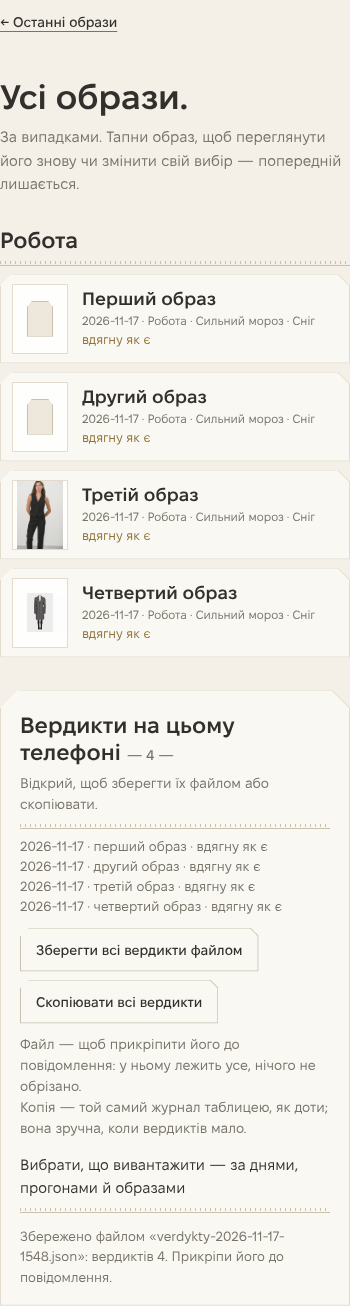 ← Останні образи
Усі образи.
За випадками. Тапни образ, щоб переглянути
його знову чи змінити свій вибір — попередній
лишається.
Робота
Перший образ
2026-11-17 · Робота · Сильний мороз · Сніг
вдягну як є
Другий образ
2026-11-17 · Робота · Сильний мороз · Сніг
вдягну як є
Третій образ
2026-11-17 · Робота · Сильний мороз · Сніг
вдягну як є
Четвертий образ
2026-11-17 · Робота · Сильний мороз · Сніг
вдягну як є
Вердикти на цьому
телефоні — 4 —
Відкрий, щоб зберегти їх файлом або
скопіювати.
2026-11-17 · перший образ · вдягну як є
2026-11-17 · другий образ · вдягну як є
2026-11-17 · третій образ · вдягну як є
2026-11-17 · четвертий образ · вдягну як є
Зберегти всі вердикти файлом
Скопіювати всі вердикти
Файл — щоб прикріпити його до
повідомлення: у ньому лежить усе, нічого не
обрізано.
Копія — той самий журнал таблицею, як доти;
вона зручна, коли вердиктів мало.
Вибрати, що вивантажити — за днями,
прогонами й образами
Збережено файлом «verdykty-2026-11-17-
1548.json»: вердиктів 4. Прикріпи його до
повідомлення.